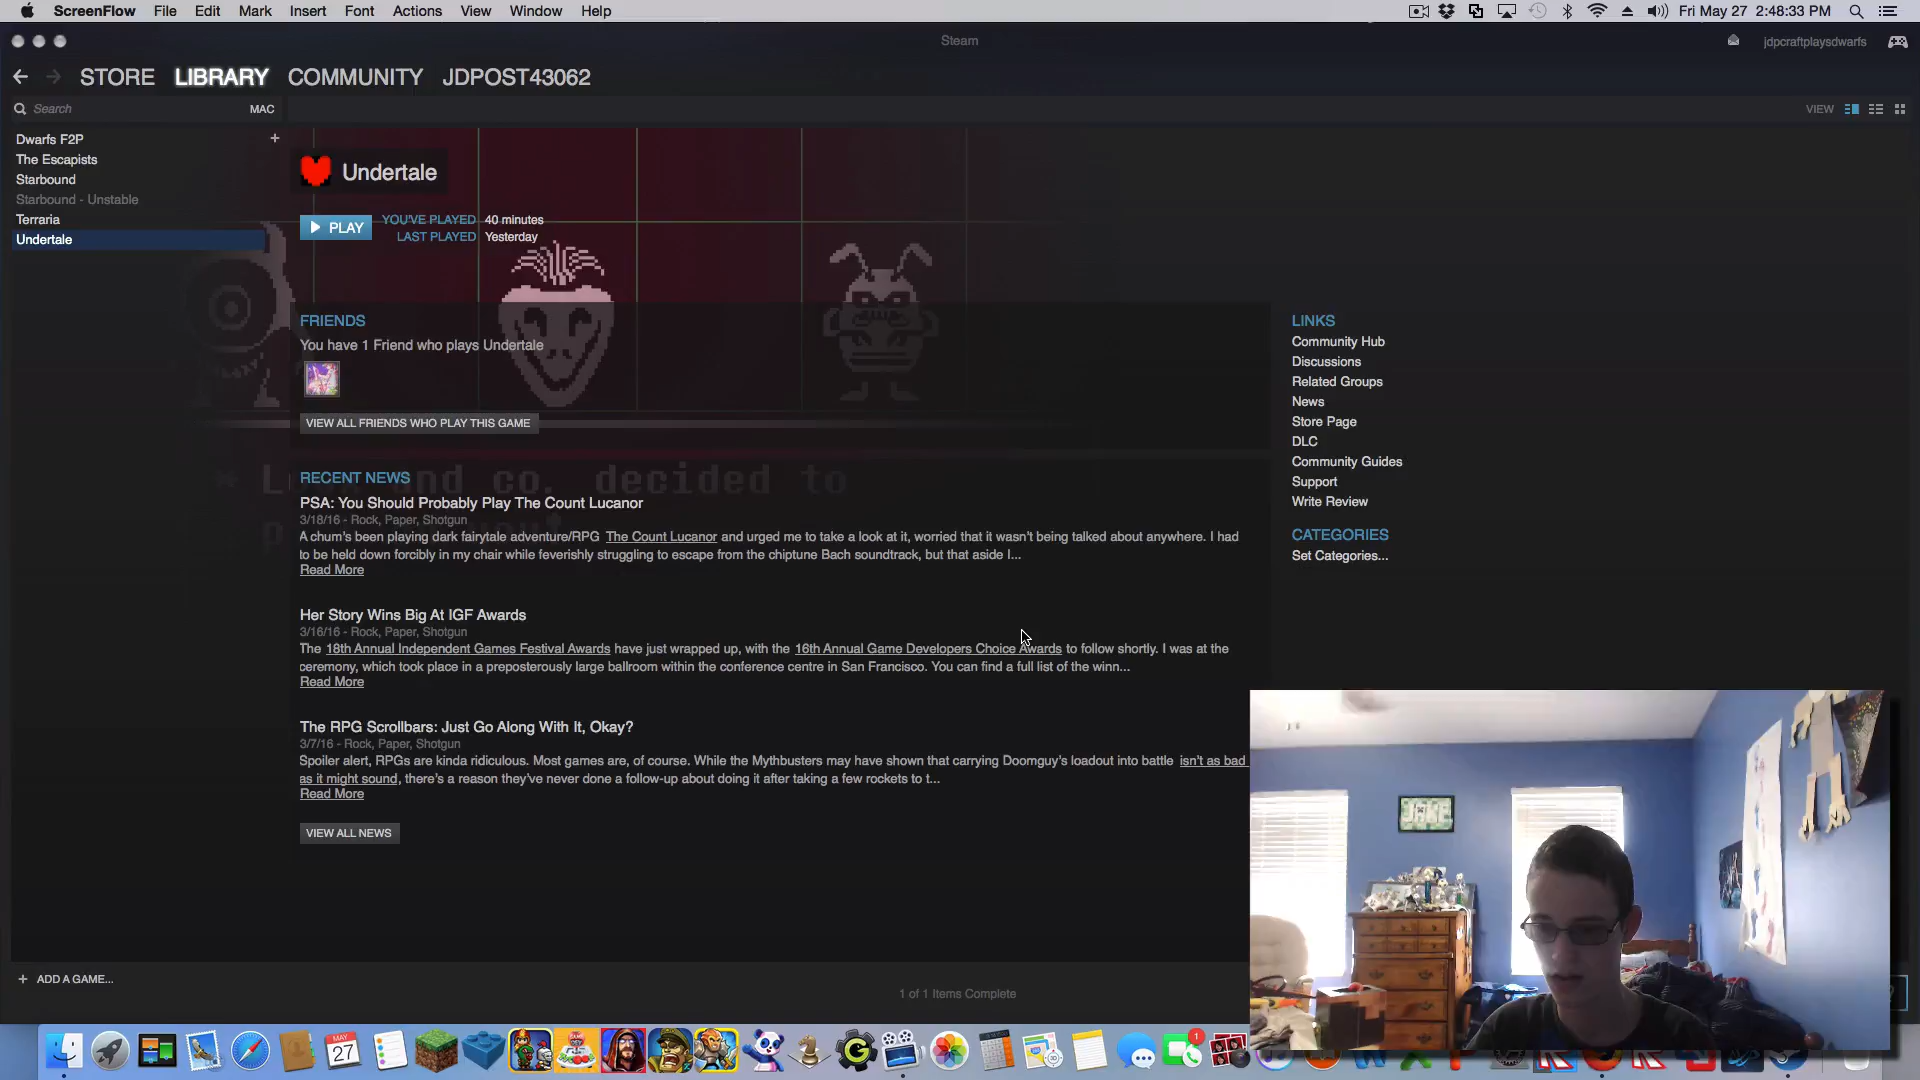 ScreenFlow File Edit Mark Insert Font Actions View Window Help Fri May 27 2:48:33 PM
Steam
jdpcraftplaysdwarfs
STORE LIBRARY COMMUNITY JDPOST43062
Search MAC
VIEW
Dwarfs F2P +
The Escapists
Starbound
Starbound - Unstable
Terraria
Undertale
Undertale
PLAY
YOU'VE PLAYED 40 minutes
LAST PLAYED Yesterday
FRIENDS
You have 1 Friend who plays Undertale
VIEW ALL FRIENDS WHO PLAY THIS GAME
and co. decided to
RECENT NEWS
PSA: You Should Probably Play The Count Lucanor
3/18/16 - Rock, Paper, Shotgun
A chum's been playing dark fairytale adventure/RPG The Count Lucanor and urged me to take a look at it, worried that it wasn't being talked about anywhere. I had
to be held down forcibly in my chair while feverishly struggling to escape from the chiptune Bach soundtrack, but that aside I...
Read More
Her Story Wins Big At IGF Awards
3/16/16 - Rock, Paper, Shotgun
The 18th Annual Independent Games Festival Awards have just wrapped up, with the 16th Annual Game Developers Choice Awards to follow shortly. I was at the
ceremony, which took place in a preposterously large ballroom within the conference centre in San Francisco. You can find a full list of the winn...
Read More
The RPG Scrollbars: Just Go Along With It, Okay?
3/7/16 - Rock, Paper, Shotgun
Spoiler alert, RPGs are kinda ridiculous. Most games are, of course. While the Mythbusters may have shown that carrying Doomguy's loadout into battle isn't as bad
as it might sound, there's a reason they've never done a follow-up about doing it after taking a few rockets to t...
Read More
VIEW ALL NEWS
LINKS
Community Hub
Discussions
Related Groups
News
Store Page
DLC
Community Guides
Support
Write Review
CATEGORIES
Set Categories...
JAKE
+ ADD A GAME...
1 of 1 Items Complete
MAY
27
1